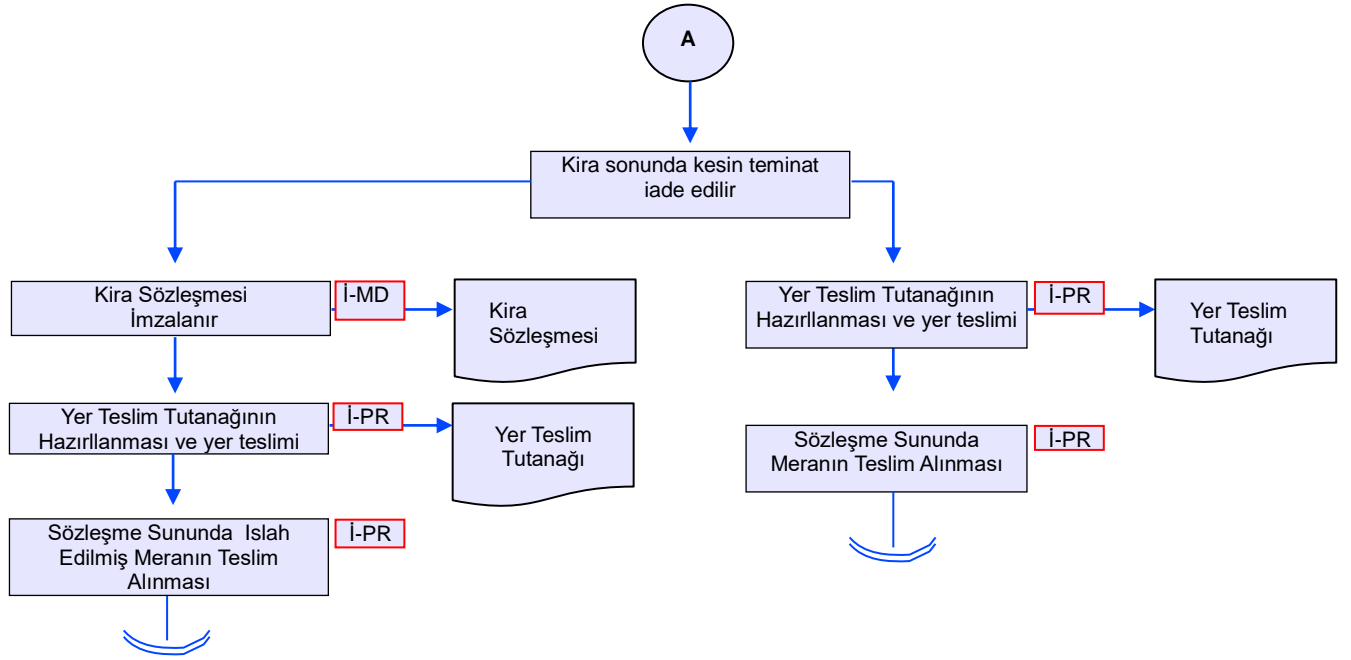 A
Kira sonunda kesin teminat
iade edilir
Kira Sözleşmesi
İmzalanır
İ-MD
Kira
Sözleşmesi
Yer Teslim Tutanağının
Hazırllanması ve yer teslimi
İ-PR
Yer Teslim
Tutanağı
Yer Teslim Tutanağının
Hazırllanması ve yer teslimi
İ-PR
Yer Teslim
Tutanağı
Sözleşme Sununda
Meranın Teslim Alınması
İ-PR
Sözleşme Sununda Islah
Edilmiş Meranın Teslim
Alınması
İ-PR